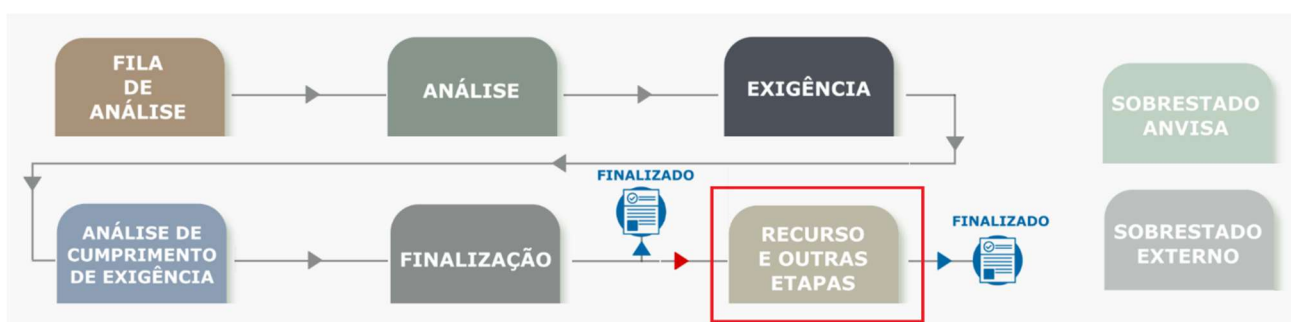 FILA
DE
ANÁLISE
ANÁLISE
EXIGÊNCIA
SOBRESTADO
ANVISA
FINALIZADO
ANÁLISE DE
CUMPRIMENTO
DE EXIGÊNCIA
FINALIZAÇÃO
RECURSO
E OUTRAS
ETAPAS
FINALIZADO
SOBRESTADO
EXTERNO